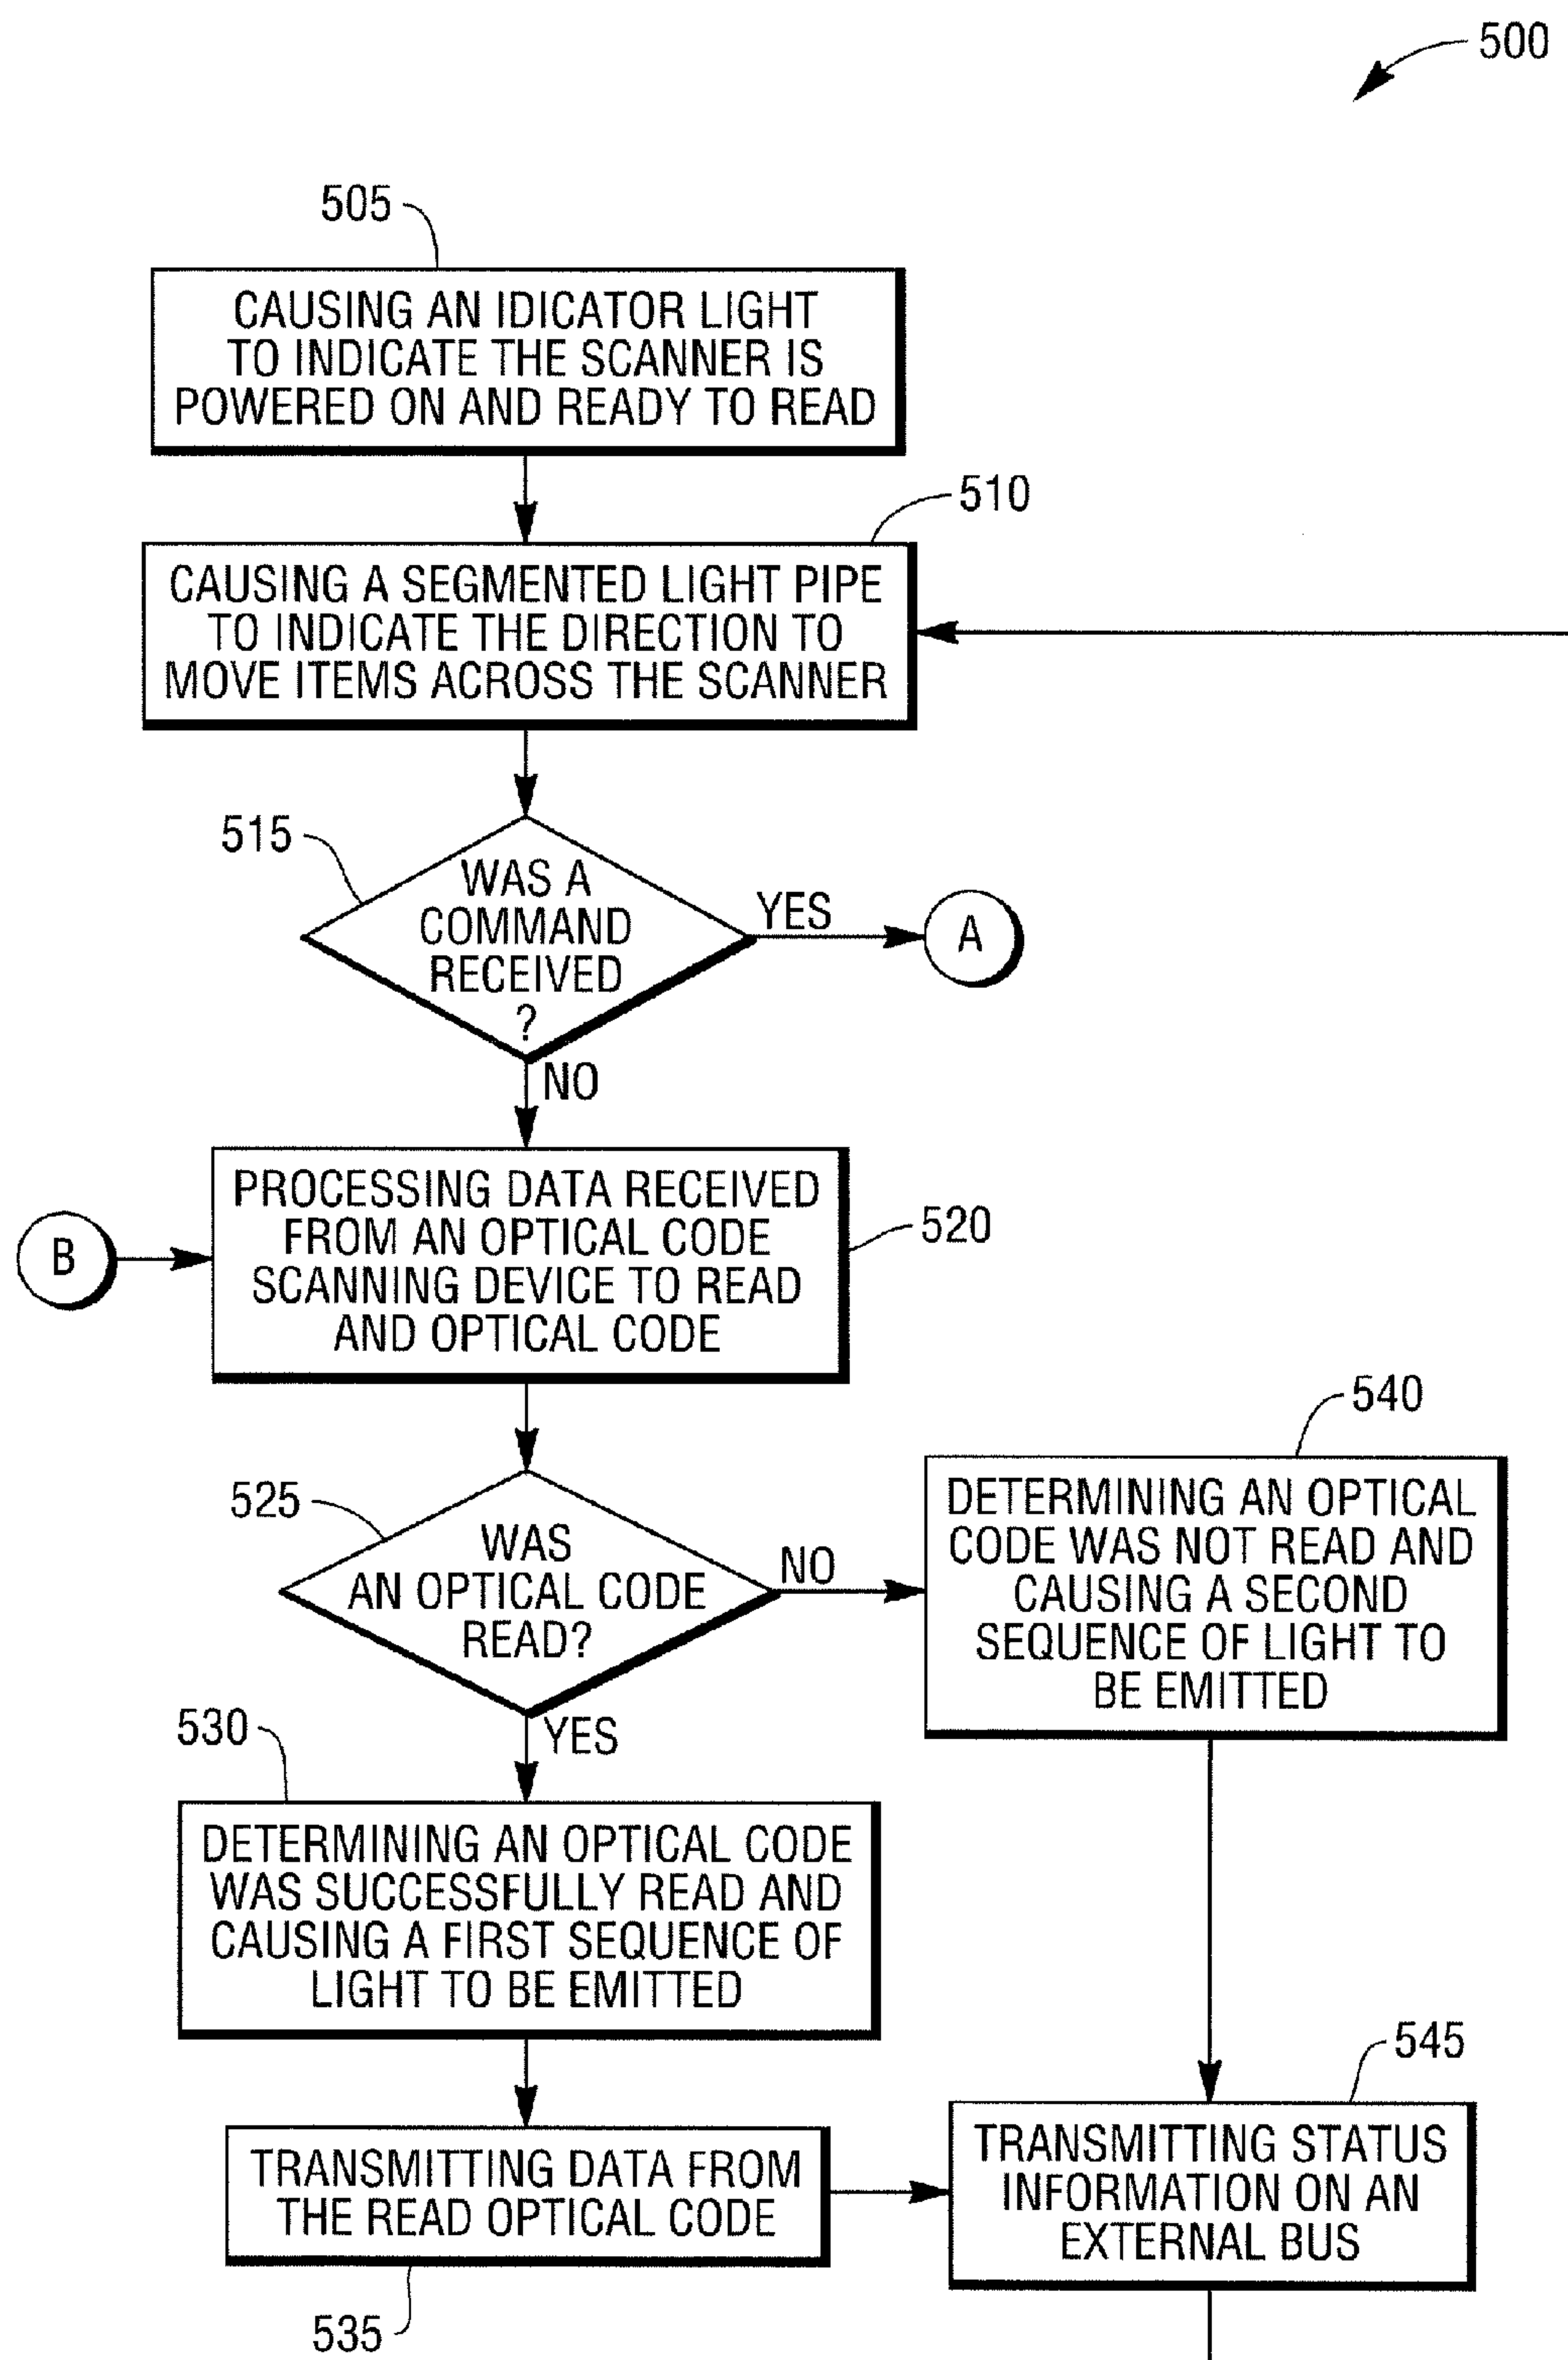 500
505
CAUSING AN IDICATOR LIGHT
TO INDICATE THE SCANNER IS
POWERED ON AND READY TO READ
510
CAUSING A SEGMENTED LIGHT PIPE
TO INDICATE THE DIRECTION TO
MOVE ITEMS ACROSS THE SCANNER
515
WAS A
COMMAND
RECEIVED
?
YES
A
NO
B
PROCESSING DATA RECEIVED
FROM AN OPTICAL CODE
SCANNING DEVICE TO READ
AND OPTICAL CODE
520
525
WAS
AN OPTICAL CODE
READ?
NO
540
DETERMINING AN OPTICAL
CODE WAS NOT READ AND
CAUSING A SECOND
SEQUENCE OF LIGHT TO
BE EMITTED
YES
530
DETERMINING AN OPTICAL CODE
WAS SUCCESSFULLY READ AND
CAUSING A FIRST SEQUENCE OF
LIGHT TO BE EMITTED
TRANSMITTING DATA FROM
THE READ OPTICAL CODE
535
545
TRANSMITTING STATUS
INFORMATION ON AN
EXTERNAL BUS